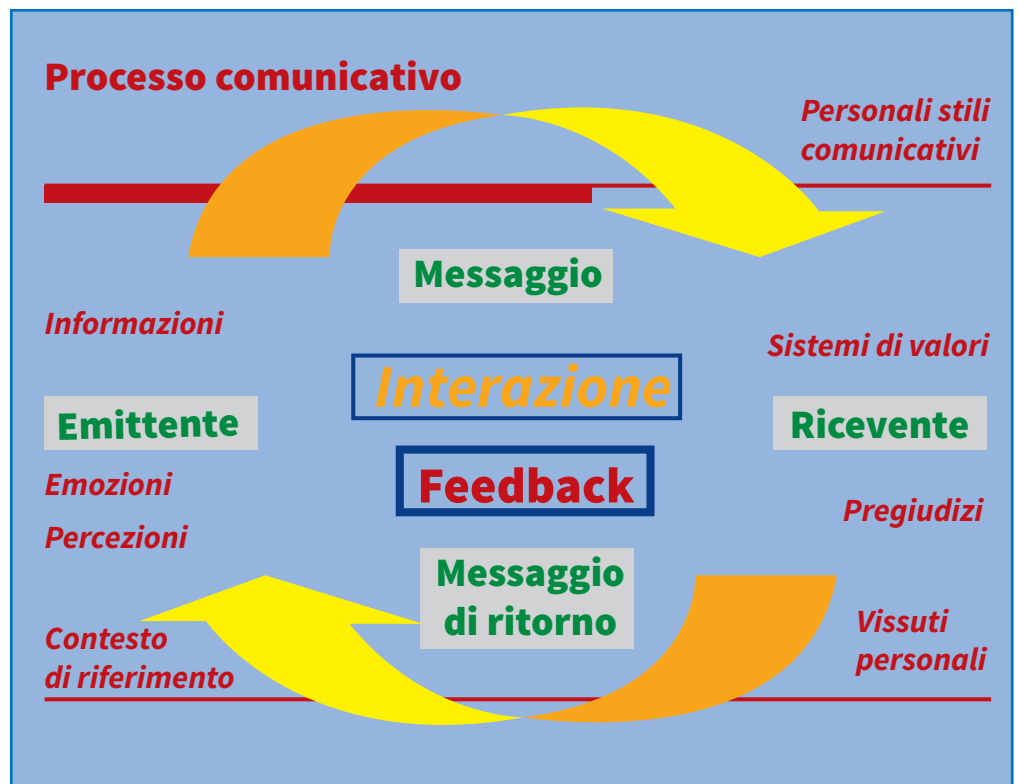 Processo comunicativo
Personali stili
comunicativi
Messaggio
Informazioni
Sistemi di valori
Interazione
Emittente
Ricevente
Feedback
Emozioni
Pregiudizi
Percezioni
Messaggio
di ritorno
Contesto
di riferimento
Vissuti
personali